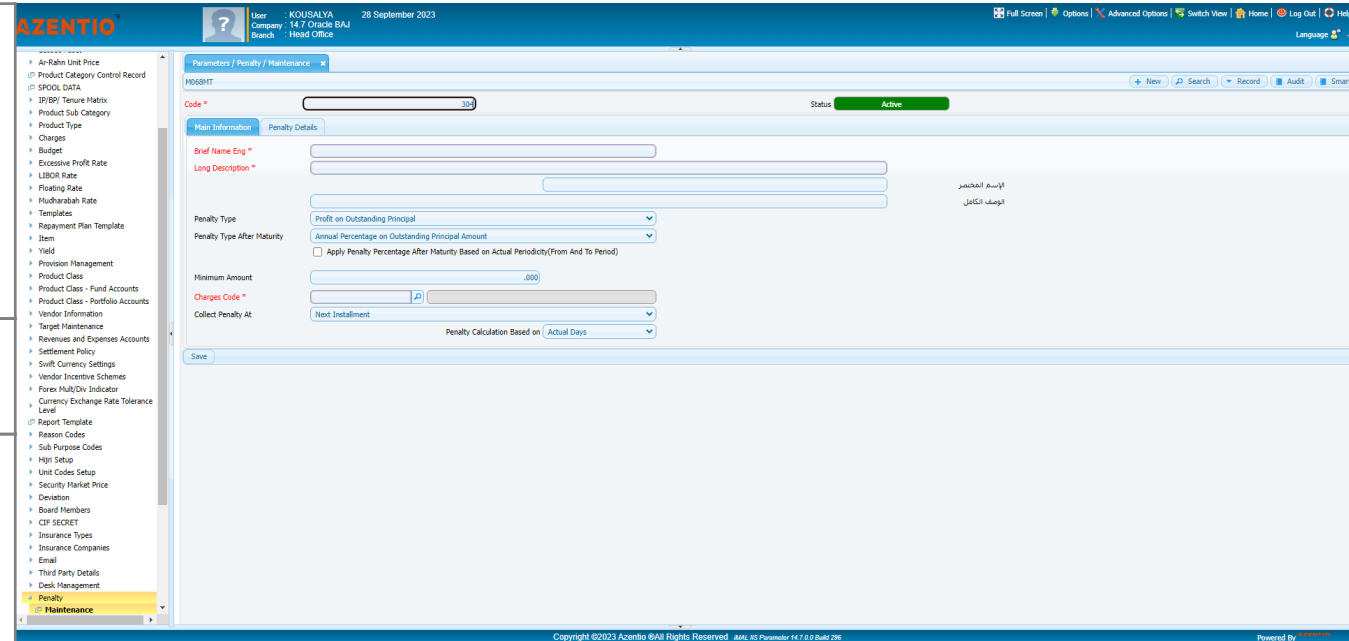 AZENTIO
User : KOUSALYA 28 September 2023
Company : 147 Oracle BAJ
Branch : Head Office
Full Screen | Options | Advanced Options | Switch View | Home | Log Out | Help
Language
Ar-Rahn Unit Price
Product Category Control Record
SPOOL DATA
IP/BP/ Tenure Matrix
Product Sub Category
Product Type
Charges
Budget
Excessive Profit Rate
LIBOR Rate
Floating Rate
Mudharabah Rate
Templates
Repayment Plan Template
Item
Yield
Provision Management
Product Class
Product Class - Fund Accounts
Product Class - Portfolio Accounts
Vendor Information
Target Maintenance
Revenues and Expenses Accounts
Settlement Policy
Swift Currency Settings
Vendor Incentive Schemes
Forex Mult/Div Indicator
Currency Exchange Rate Tolerance
Level
Report Template
Reason Codes
Sub Purpose Codes
Hijri Setup
Unit Codes Setup
Security Market Price
Deviation
Board Members
CIF SECRET
Insurance Types
Insurance Companies
Email
Third Party Details
Desk Management
Penalty
Maintenance
Parameters / Penalty / Maintenance x
M068MT
+ New Search Record Audit Smar
Code * 304 Status Active
Main Information Penalty Details
Brief Name Eng *
Long Description *
الإسم المختصر
الوصف الكامل
Penalty Type Profit on Outstanding Principal
Penalty Type After Maturity Annual Percentage on Outstanding Principal Amount
Apply Penalty Percentage After Maturity Based on Actual Periodicity(From And To Period)
Minimum Amount .000
Charges Code *
Collect Penalty At Next Installment
Penalty Calculation Based on Actual Days
Save
Copyright ©2023 Azentio ®All Rights Reserved iMAL IIS Parameter 14.7.0.0 Build 296
Powered By AZENTIO